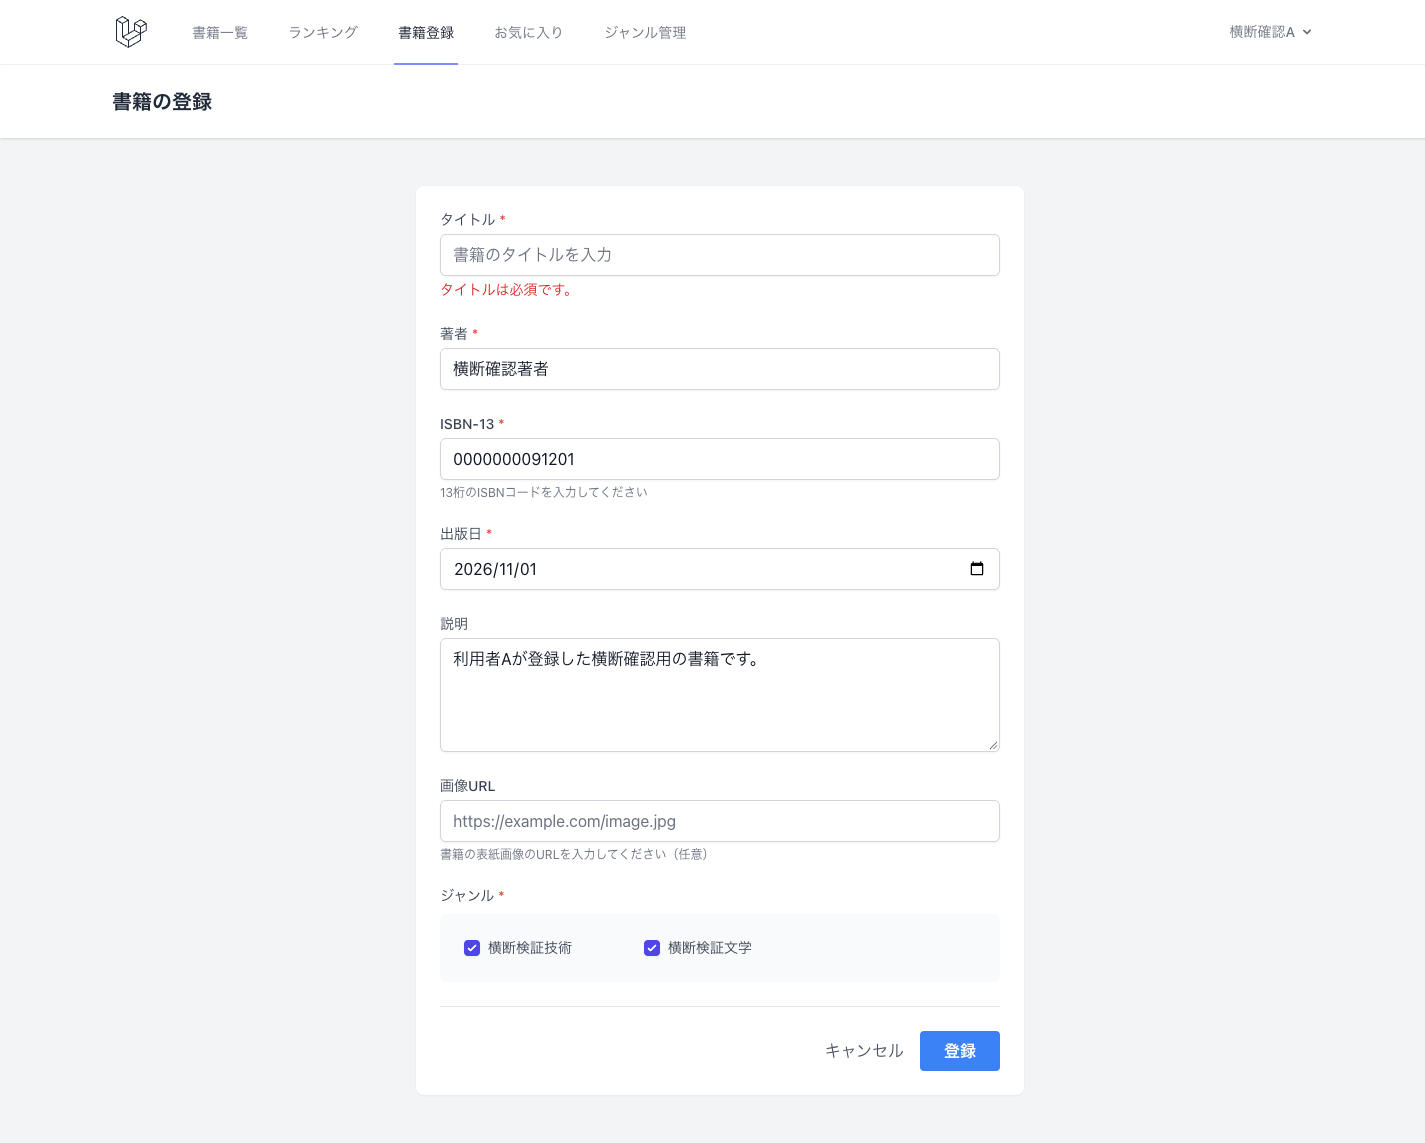 書籍一覧
ランキング
書籍登録
お気に入り
ジャンル管理
横断確認A
書籍の登録
タイトル *
書籍のタイトルを入力
タイトルは必須です。
著者 *
横断確認著者
ISBN-13 *
0000000091201
13桁のISBNコードを入力してください
出版日 *
2026/11/01
説明
利用者Aが登録した横断確認用の書籍です。
画像URL
https://example.com/image.jpg
書籍の表紙画像のURLを入力してください（任意）
ジャンル *
横断検証技術
横断検証文学
キャンセル
登録